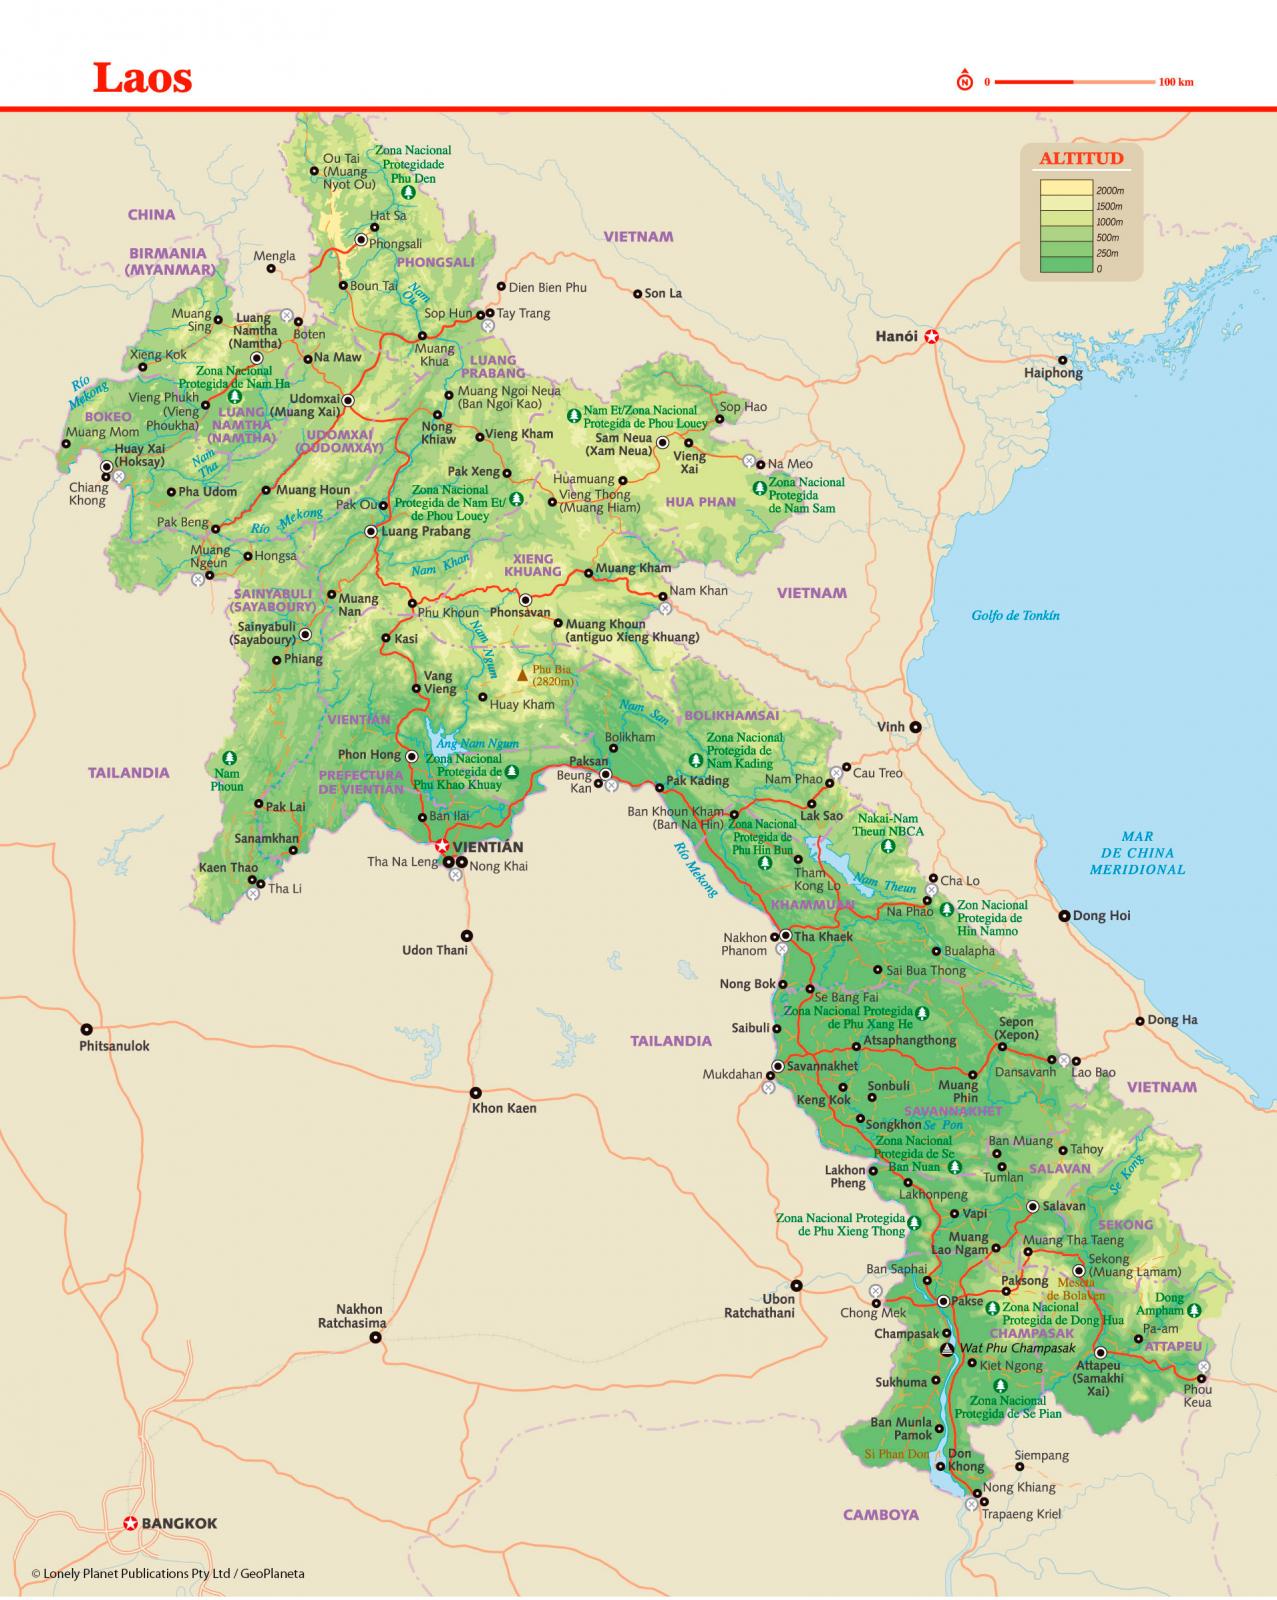 Laos
0
100 km
N
ALTITUD
2000m
1500m
1000m
500m
250m
0
Ou Tai
(Muang
Nyot Ou)
Zona Nacional
Protegidade
Phu Den
Hat Sa
Phongsali
PHONGSALI
CHINA
BIRMANIA
(MYANMAR)
VIETNAM
Mengla
Boun Tai
Nam
Ou
Dien Bien Phu
Son La
Sop Hun
Tay Trang
Muang
Sing
Luang
Namtha
(Namtha)
Boten
Hanói
Haiphong
Muang
Khua
Na Maw
Xieng Kok
LUANG
PRABANG
Río
Mekong
Zona Nacional
Protegida de Nam Ha
Vieng Phukh
(Vieng
Phoukha)
Udomxai
(Muang Xai)
Muang Ngoi Neua
(Ban Ngoi Kao)
BOKEO
LUANG
NAMTHA
(NAMTHA)
UDOMXAI
(OUDOMXAY)
Nong
Khiaw
Nam Et/Zona Nacional
Protegida de Phou Louey
Sop Hao
Muang Mom
Vieng Kham
Sam Neua
(Xam Neua)
Vieng
Xai
Huay Xai
(Hoksay)
Nam
Tha
Na Meo
Chiang
Khong
Pha Udom
Muang Houn
Pak Xeng
Huamuang
Zona Nacional
Protegida
de Nam Sam
Zona Nacional
Protegida de Nam Et/
de Phou Louey
Vieng Thong
(Muang Hiam)
HUA PHAN
Pak Ou
Pak Beng
Río Mekong
Luang Prabang
Muang
Ngeun
Hongsa
Nam Khan
XIENG
KHUANG
Muang Kham
SAINYABULI
(SAYABOURY)
Muang
Nan
Phu Khoun
Phonsavan
Nam Khan
VIETNAM
Golfo de Tonkín
Sainyabuli
(Sayaboury)
Kasi
Nam
Ngum
Muang Khoun
(antiguo Xieng Khuang)
Phiang
Vang
Vieng
Phu Bia
(2820m)
Huay Kham
VIENTIÁN
Nam San
BOLIKHAMSAI
Vinh
Phon Hong
Ang Nam Ngum
Bolikham
Zona Nacional
Protegida de
Nam Kading
TAILANDIA
Nam
Phoun
PREFECTURA
DE VIENTIÁN
Zona Nacional
Protegida de
Phu Khao Khuay
Paksan
Beung
Kan
Pak Kading
Nam Phao
Cau Treo
Pak Lai
Ban Ilai
Ban Khoun Kham
(Ban Na Hin)
Lak Sao
Nakai-Nam
Theun NBCA
Sanamkhan
VIENTIÁN
Zona Nacional
Protegida de
Phu Hin Bun
MAR
DE CHINA
MERIDIONAL
Tha Na Leng
Nong Khai
Río Mekong
Kaen Thao
Tha Li
Tham
Kong Lo
Nam Theun
Cha Lo
KHAMMUAN
Na Phao
Zon Nacional
Protegida de
Hin Namno
Dong Hoi
Udon Thani
Nakhon
Phanom
Tha Khaek
Bualapha
Sai Bua Thong
Nong Bok
Se Bang Fai
Phitsanulok
Zona Nacional Protegida
de Phu Xang He
Saibuli
Sepon
(Xepon)
Dong Ha
TAILANDIA
Atsaphangthong
Savannakhet
Mukdahan
Dansavanh
Lao Bao
Khon Kaen
Keng Kok
Sonbuli
Muang
Phin
VIETNAM
SAVANNAKHET
Songkhon
Se Pon
Zona Nacional
Protegida de Se
Ban Nuan
Ban Muang
Tahoy
Tumlan
SALAVAN
Se Kong
Lakhon
Pheng
Lakhonpeng
Salavan
Vapi
Zona Nacional Protegida
de Phu Xieng Thong
SEKONG
Muang
Lao Ngam
Muang Tha Taeng
Ban Saphai
Sekong
(Muang Lamam)
Paksong
Meseta
de Bolaven
Ubon
Ratchathani
Chong Mek
Pakse
Zona Nacional
Protegida de Dong Hua
Dong
Ampham
Nakhon
Ratchasima
Champasak
CHAMPASAK
Pa-am
ATTAPEU
Wat Phu Champasak
Kiet Ngong
Attapeu
(Samakhi
Xai)
Phou
Keua
Sukhuma
Zona Nacional
Protegida de Se Pian
Ban Munla
Pamok
Si Phan Don
Don
Khong
Siempang
Nong Khiang
Trapaeng Kriel
CAMBOYA
BANGKOK
© Lonely Planet Publications Pty Ltd / GeoPlaneta